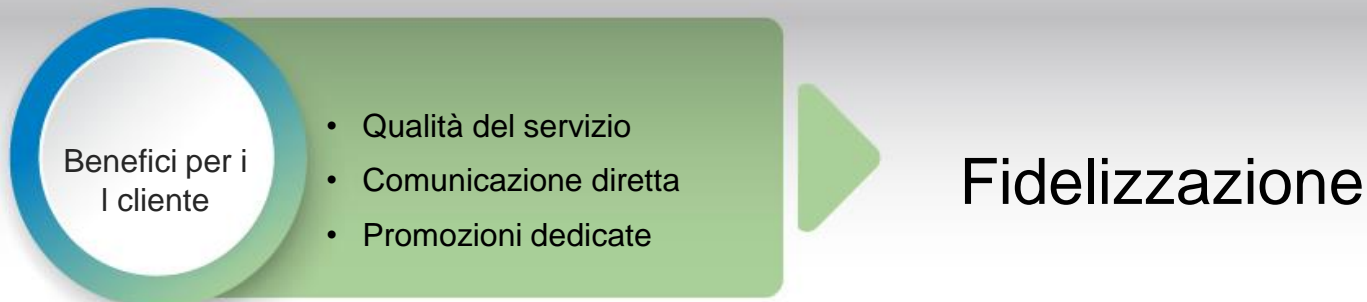 Benefici per i
l cliente
• Qualità del servizio
• Comunicazione diretta
• Promozioni dedicate
Fidelizzazione